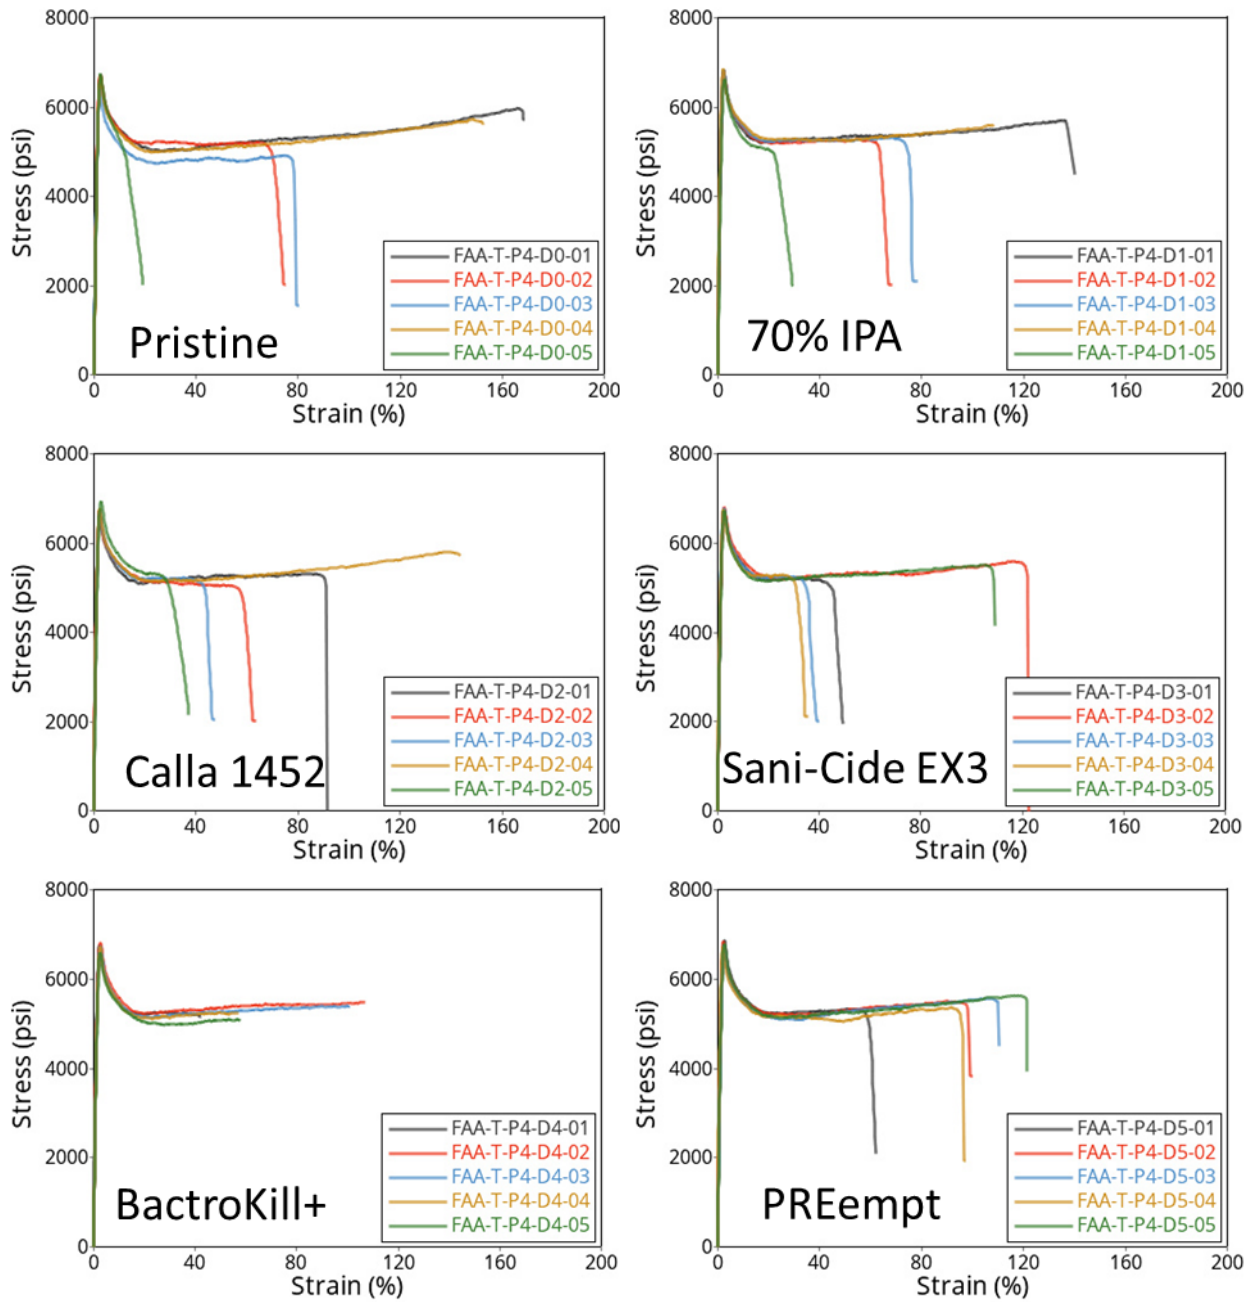 8000
6000
4000
2000
0
Stress (psi)
FAA-T-P4-D0-01
FAA-T-P4-D0-02
FAA-T-P4-D0-03
FAA-T-P4-D0-04
FAA-T-P4-D0-05
Pristine
0 40 80 120 160 200
Strain (%)
8000
6000
4000
2000
0
Stress (psi)
FAA-T-P4-D1-01
FAA-T-P4-D1-02
FAA-T-P4-D1-03
FAA-T-P4-D1-04
FAA-T-P4-D1-05
70% IPA
0 40 80 120 160 200
Strain (%)
8000
6000
4000
2000
0
Stress (psi)
FAA-T-P4-D2-01
FAA-T-P4-D2-02
FAA-T-P4-D2-03
FAA-T-P4-D2-04
FAA-T-P4-D2-05
Calla 1452
0 40 80 120 160 200
Strain (%)
8000
6000
4000
2000
0
Stress (psi)
FAA-T-P4-D3-01
FAA-T-P4-D3-02
FAA-T-P4-D3-03
FAA-T-P4-D3-04
FAA-T-P4-D3-05
Sani-Cide EX3
0 40 80 120 160 200
Strain (%)
8000
6000
4000
2000
0
Stress (psi)
FAA-T-P4-D4-01
FAA-T-P4-D4-02
FAA-T-P4-D4-03
FAA-T-P4-D4-04
FAA-T-P4-D4-05
BactroKill+
0 40 80 120 160 200
Strain (%)
8000
6000
4000
2000
0
Stress (psi)
FAA-T-P4-D5-01
FAA-T-P4-D5-02
FAA-T-P4-D5-03
FAA-T-P4-D5-04
FAA-T-P4-D5-05
PREempt
0 40 80 120 160 200
Strain (%)